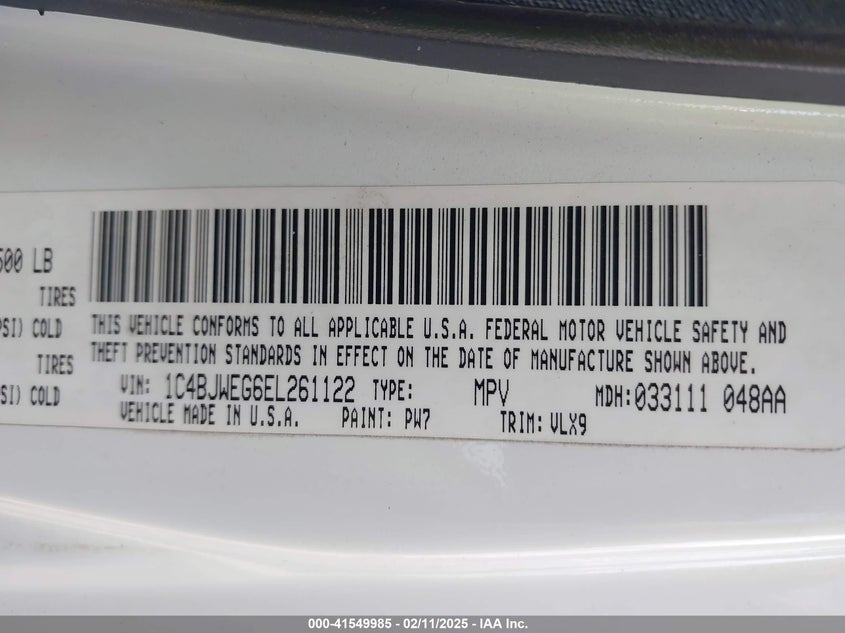 500 LB
TIRES
PSI) COLD
TIRES
PSI) COLD
THIS VEHICLE CONFORMS TO ALL APPLICABLE U.S.A. FEDERAL MOTOR VEHICLE SAFETY AND
THEFT PREVENTION STANDARDS IN EFFECT ON THE DATE OF MANUFACTURE SHOWN ABOVE.
VIN: 1C4BJWEG6EL261122 TYPE: MPV MDH:033111 048AA
VEHICLE MADE IN U.S.A. PAINT: PW7 TRIM: VLX9
000-41549985 - 02/11/2025 - IAA Inc.